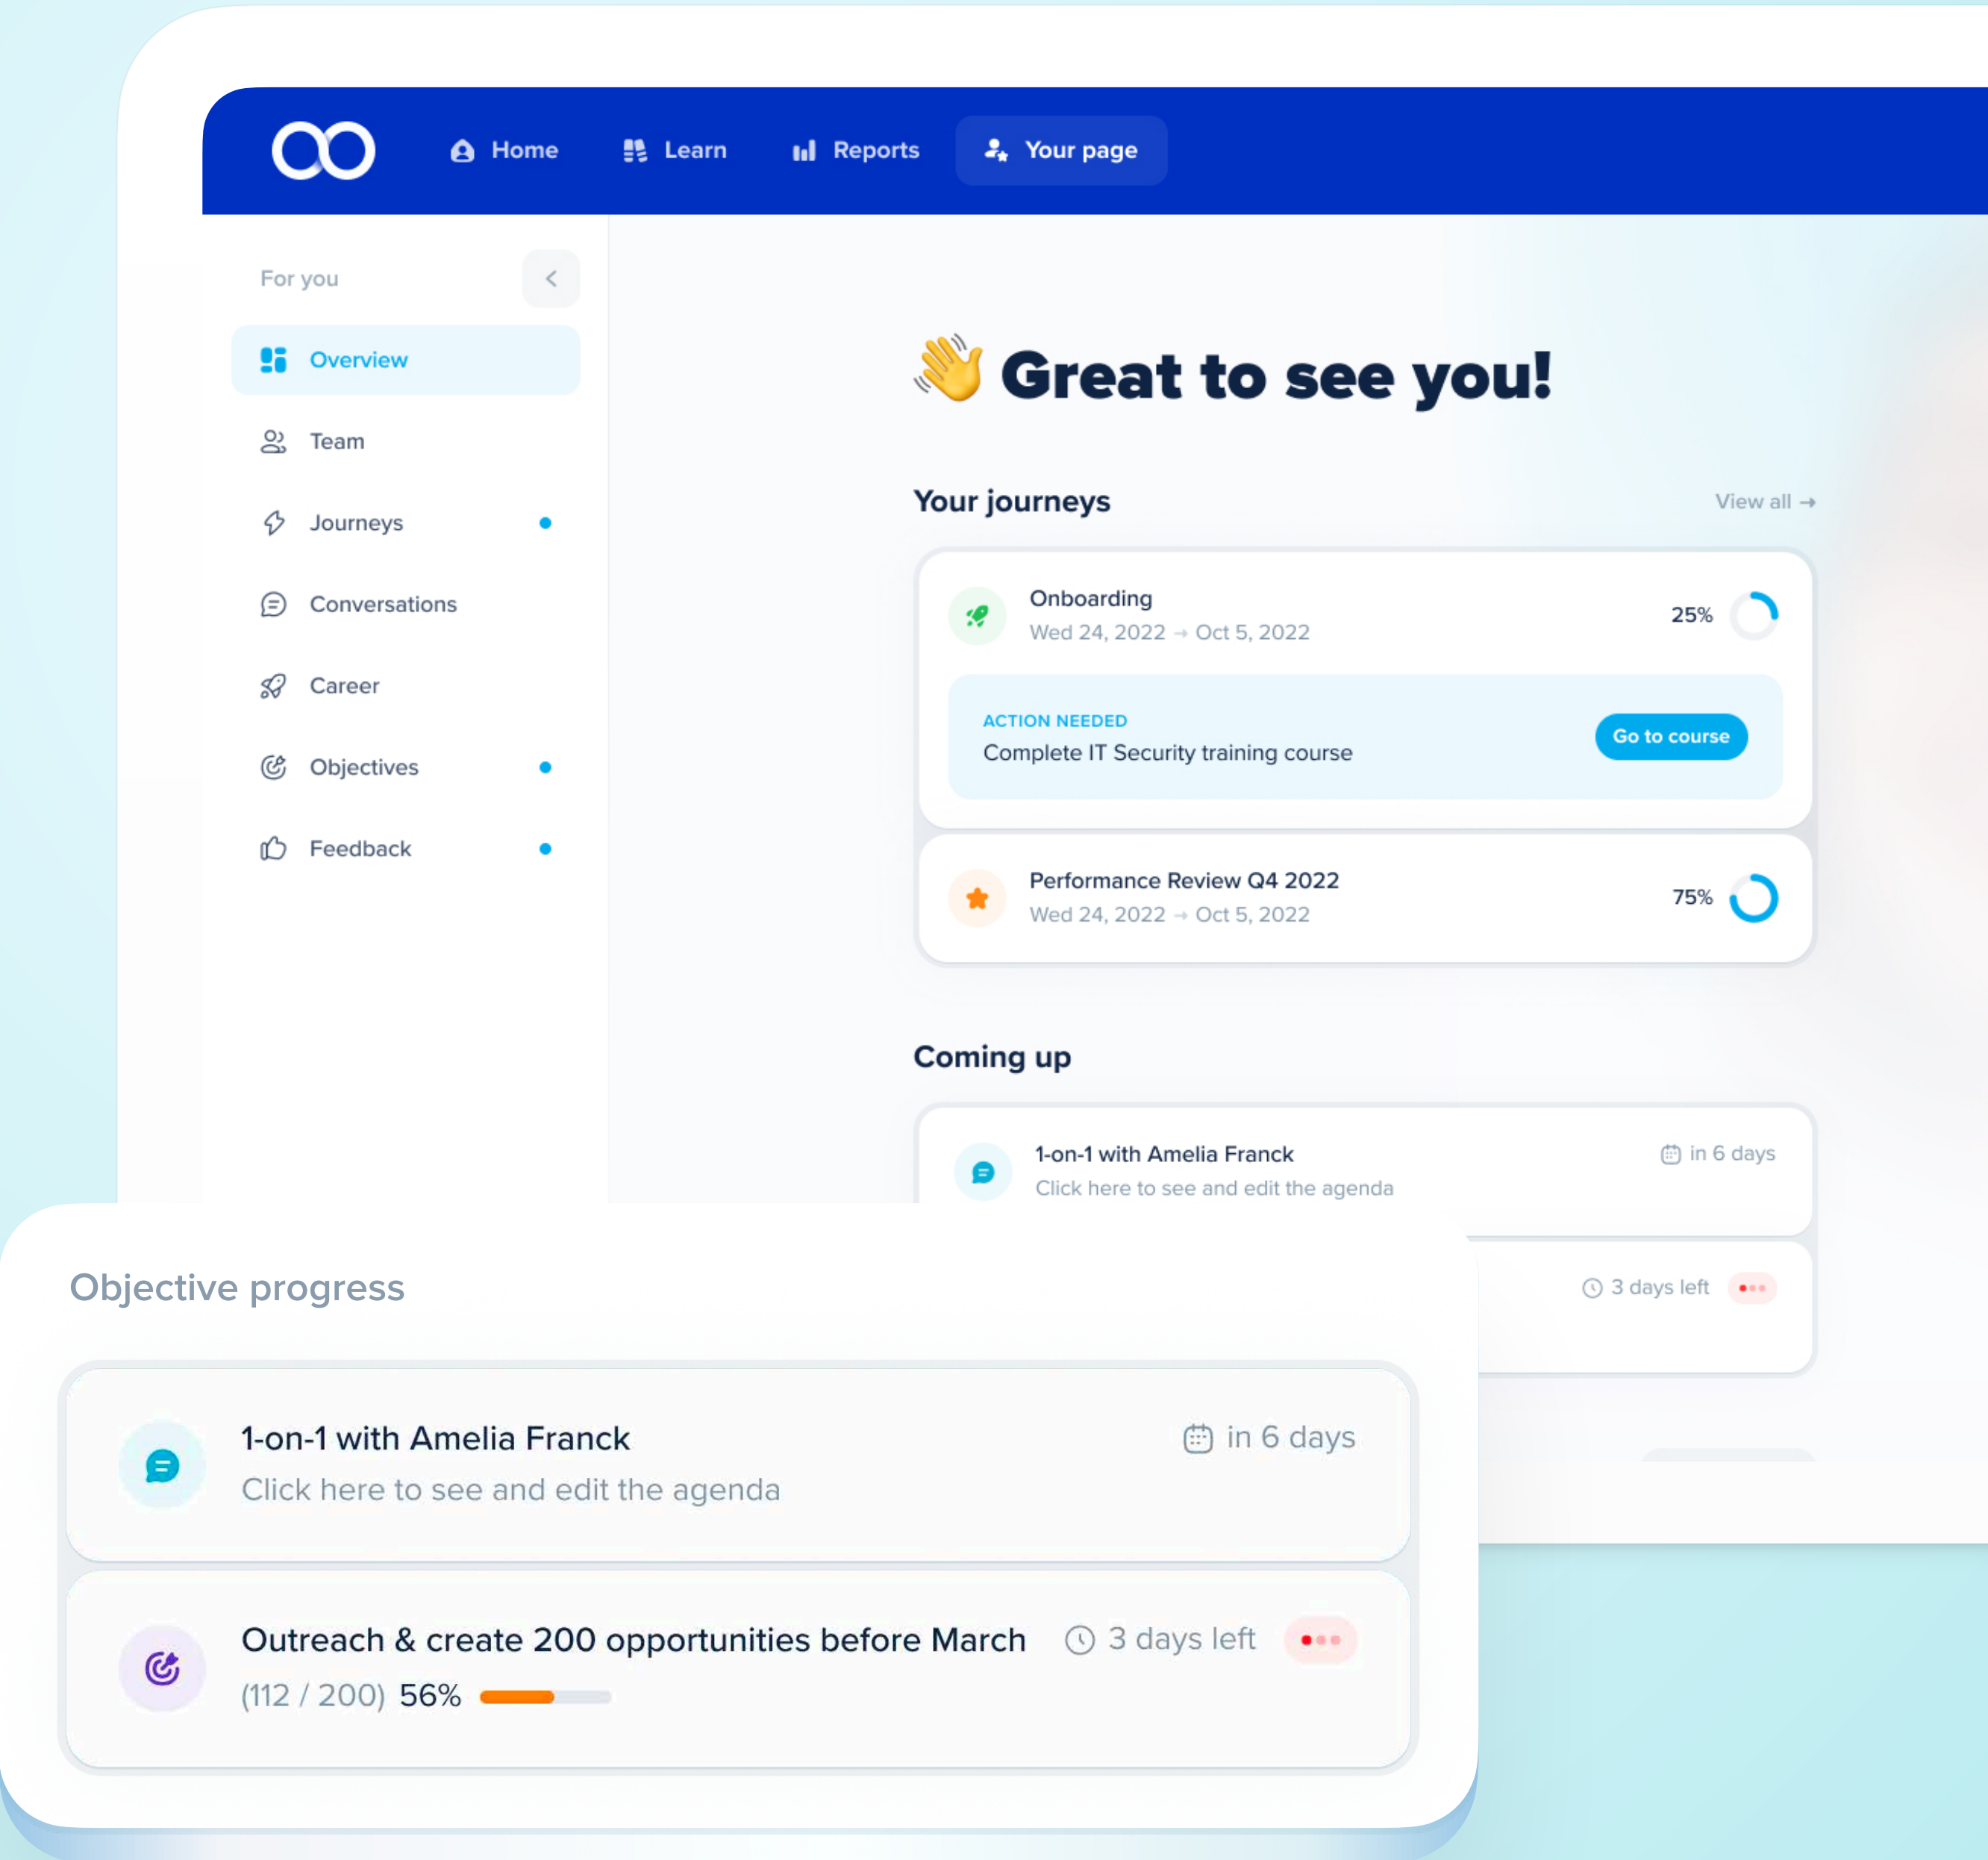 Home
Learn
Reports
Your page
For you
Overview
Team
Journeys
Conversations
Career
Objectives
Feedback
Great to see you!
Your journeys
View all →
Onboarding
Wed 24, 2022 → Oct 5, 2022
25%
ACTION NEEDED
Complete IT Security training course
Go to course
Performance Review Q4 2022
Wed 24, 2022 → Oct 5, 2022
75%
Coming up
1-on-1 with Amelia Franck
in 6 days
Click here to see and edit the agenda
3 days left
Objective progress
1-on-1 with Amelia Franck
in 6 days
Click here to see and edit the agenda
Outreach & create 200 opportunities before March
3 days left
(112 / 200) 56%